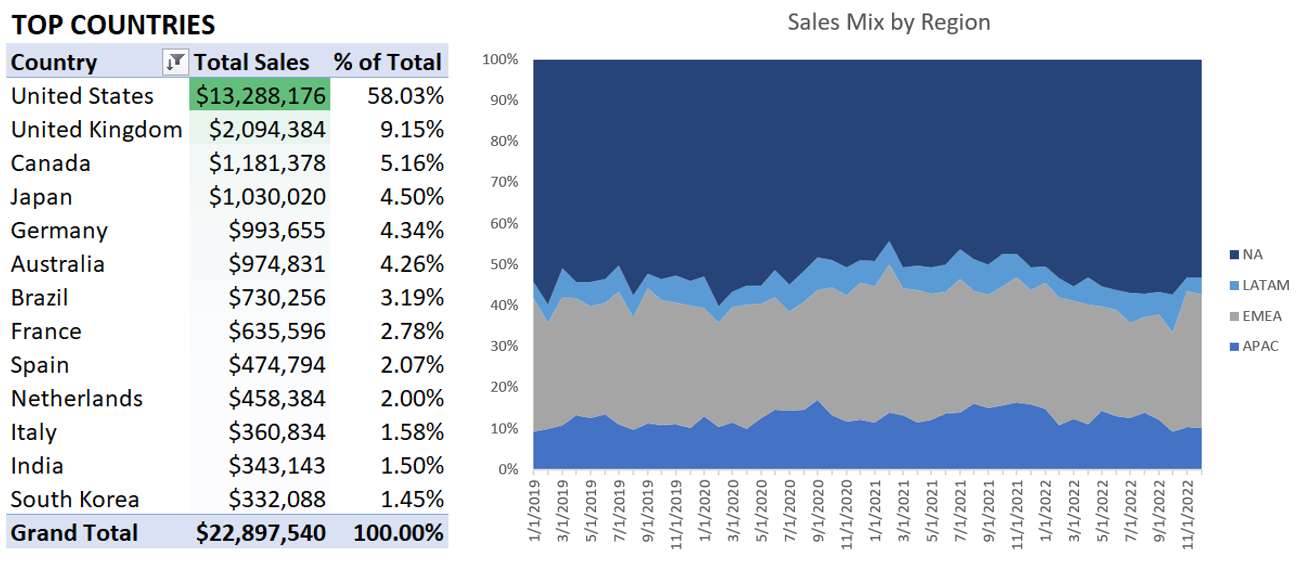 TOP COUNTRIES
Country Total Sales % of Total
United States $13,288,176 58.03%
United Kingdom $2,094,384 9.15%
Canada $1,181,378 5.16%
Japan $1,030,020 4.50%
Germany $993,655 4.34%
Australia $974,831 4.26%
Brazil $730,256 3.19%
France $635,596 2.78%
Spain $474,794 2.07%
Netherlands $458,384 2.00%
Italy $360,834 1.58%
India $343,143 1.50%
South Korea $332,088 1.45%
Grand Total $22,897,540 100.00%
Sales Mix by Region
100%
90%
80%
70%
60%
50%
40%
30%
20%
10%
0%
1/1/2019 3/1/2019 5/1/2019 7/1/2019 9/1/2019 11/1/2019 1/1/2020 3/1/2020 5/1/2020 7/1/2020 9/1/2020 11/1/2020 1/1/2021 3/1/2021 5/1/2021 7/1/2021 9/1/2021 11/1/2021 1/1/2022 3/1/2022 5/1/2022 7/1/2022 9/1/2022 11/1/2022
NA
LATAM
EMEA
APAC